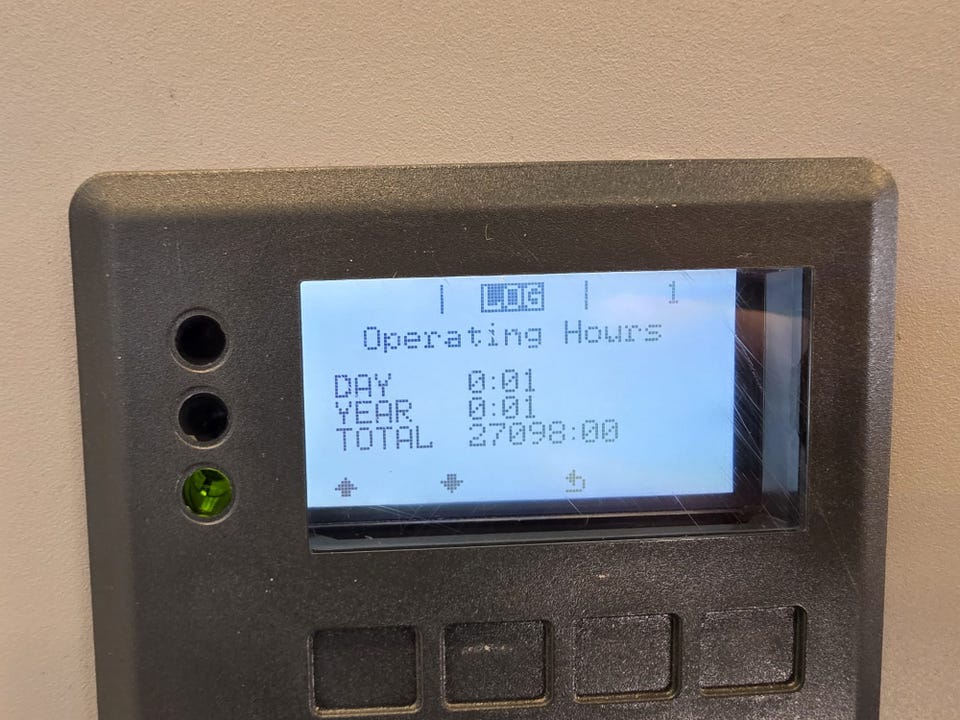 | LOG | 1
Operating Hours
DAY 0:01
YEAR 0:01
TOTAL 27098:00